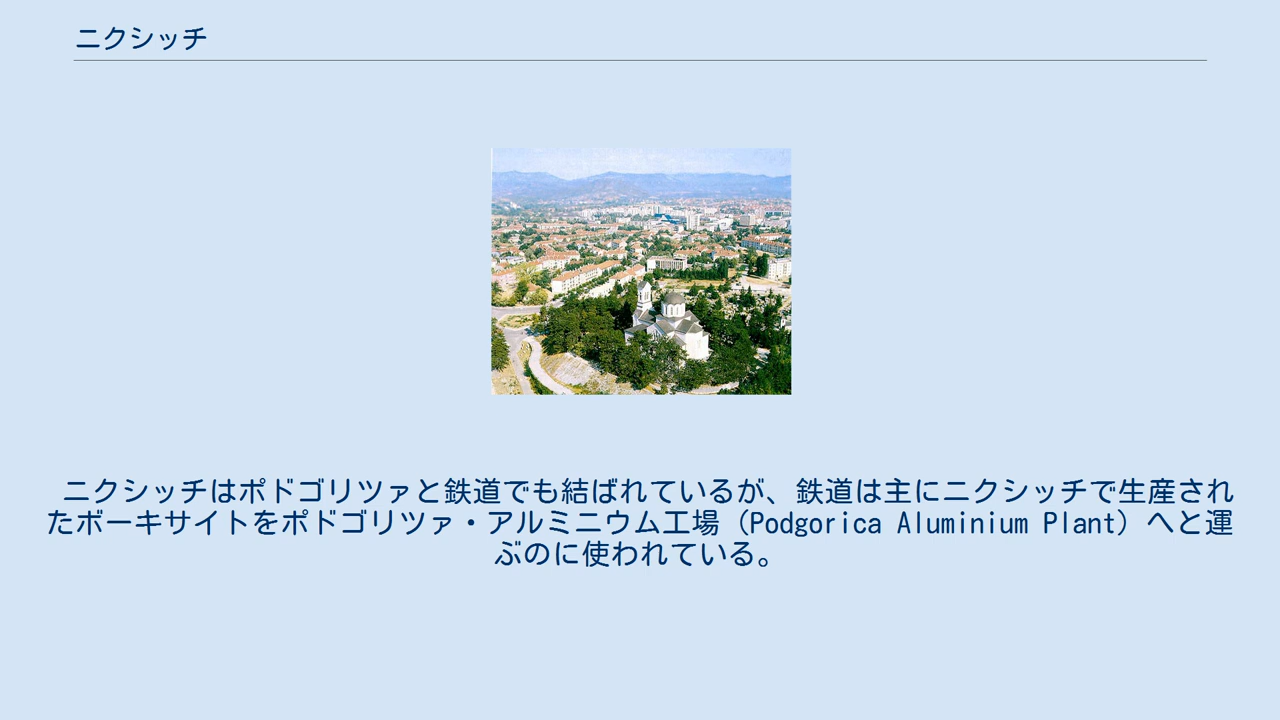 ニクシッチ
ニクシッチはポドゴリツァと鉄道でも結ばれているが、鉄道は主にニクシッチで生産され
たボーキサイトをポドゴリツァ・アルミニウム工場（Podgorica Aluminium Plant）へと運
ぶのに使われている。